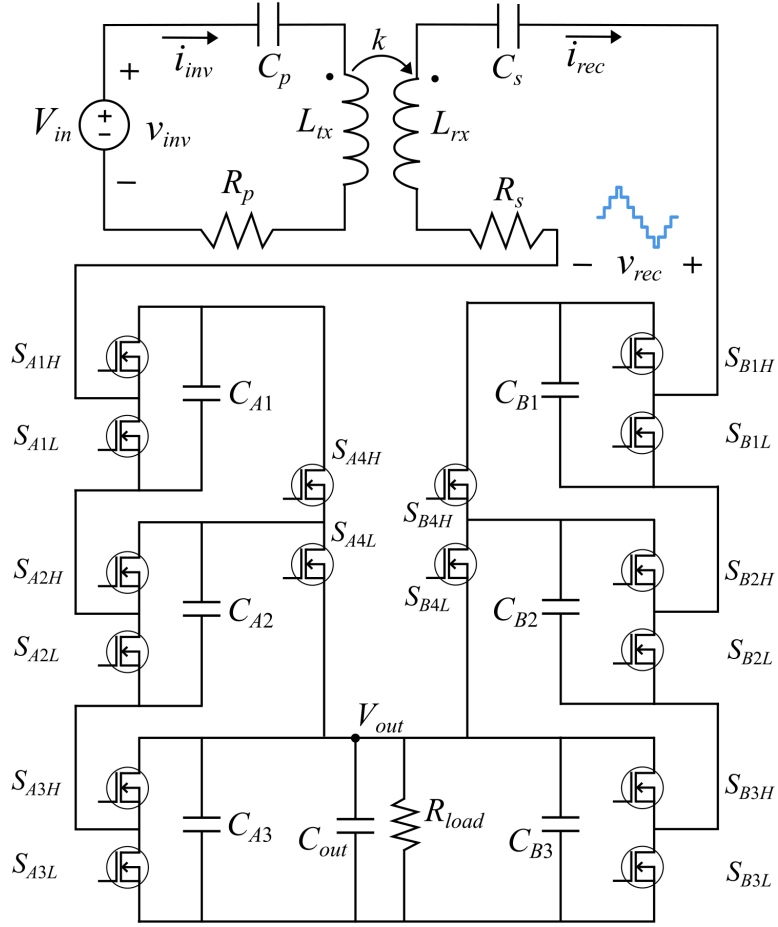 C_p
k
C_s
i_inv
i_rec
+
V_in
+
−
v_inv
L_tx
L_rx
−
R_p
R_s
− v_rec +
S_A1H
S_B1H
C_A1
C_B1
S_A1L
S_B1L
S_A4H
S_B4H
S_A4L
S_A2H
S_B2H
S_B4L
C_A2
C_B2
S_A2L
S_B2L
V_out
S_A3H
S_B3H
C_A3
C_out
R_load
C_B3
S_A3L
S_B3L